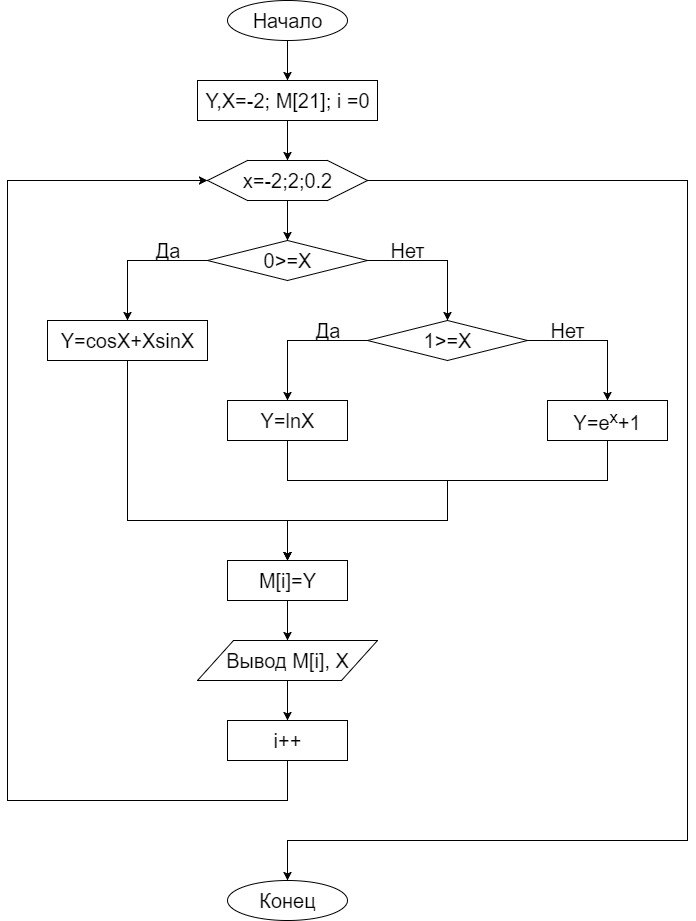 Начало
Y,X=-2; M[21]; i =0
x=-2;2;0.2
Да
0>=X
Нет
Y=cosX+XsinX
Да
1>=X
Нет
Y=lnX
Y=eˣ+1
M[i]=Y
Вывод M[i], X
i++
Конец